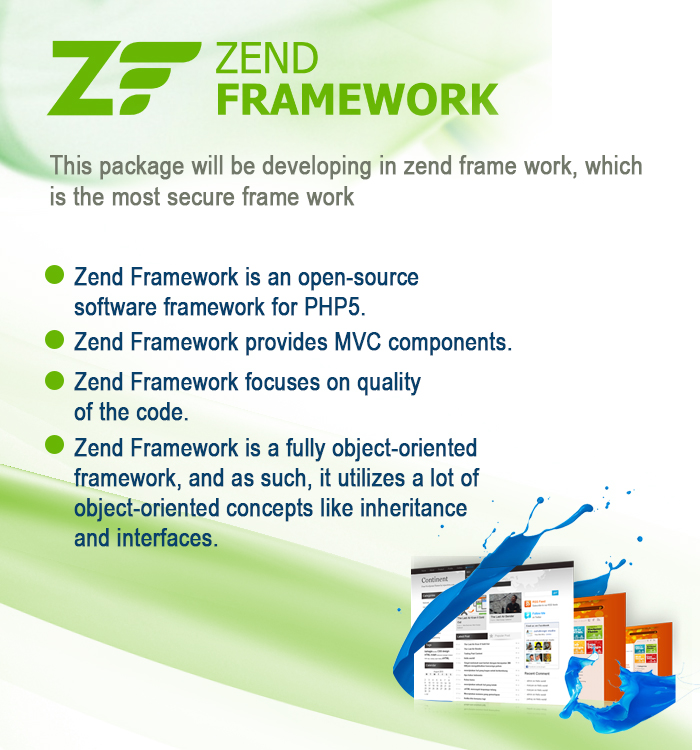 ZF ZEND
FRAMEWORK
This package will be developing in zend frame work, which
is the most secure frame work
Zend Framework is an open-source
software framework for PHP5.
Zend Framework provides MVC components.
Zend Framework focuses on quality
of the code.
Zend Framework is a fully object-oriented
framework, and as such, it utilizes a lot of
object-oriented concepts like inheritance
and interfaces.
Continent